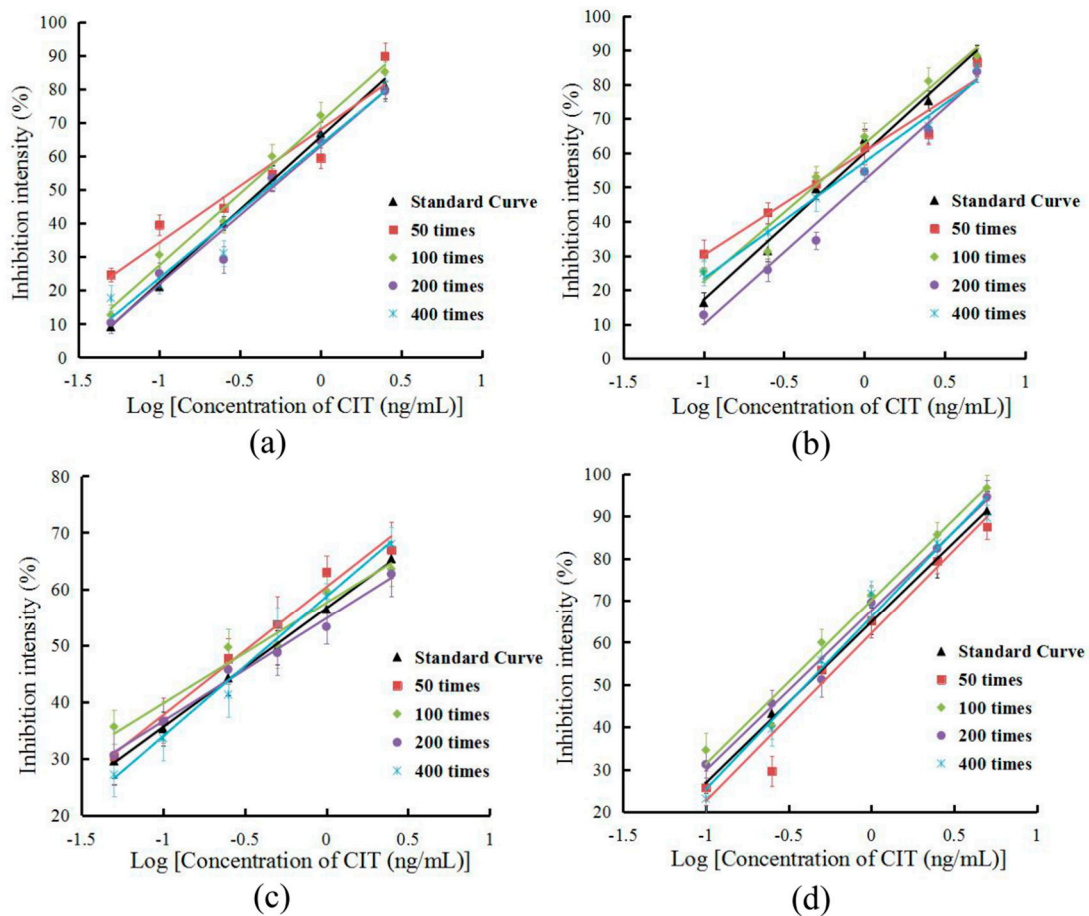 Inhibition intensity (%)
100
90
80
70
60
50
40
30
20
10
0
-1.5
-1
-0.5
0
0.5
1
Standard Curve
50 times
100 times
200 times
400 times
Log [Concentration of CIT (ng/mL)]
(a)
Inhibition intensity (%)
100
90
80
70
60
50
40
30
20
10
0
-1.5
-1
-0.5
0
0.5
1
Standard Curve
50 times
100 times
200 times
400 times
Log [Concentration of CIT (ng/mL)]
(b)
Inhibition intensity (%)
80
70
60
50
40
30
20
-1.5
-1
-0.5
0
0.5
1
Standard Curve
50 times
100 times
200 times
400 times
Log [Concentration of CIT (ng/mL)]
(c)
Inhibition intensity (%)
100
90
80
70
60
50
40
30
20
-1.5
-1
-0.5
0
0.5
1
Standard Curve
50 times
100 times
200 times
400 times
Log [Concentration of CIT (ng/mL)]
(d)